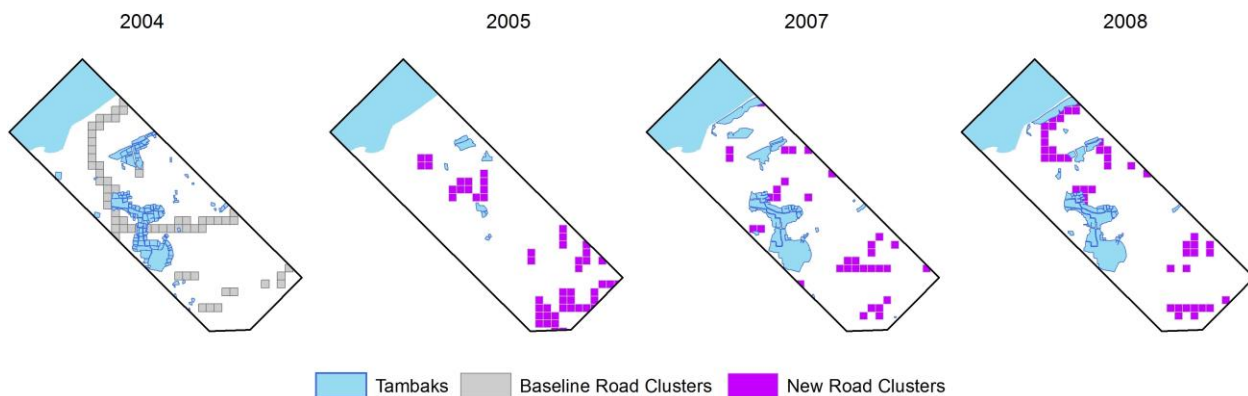 2004
2005
2007
2008
Tambaks
Baseline Road Clusters
New Road Clusters